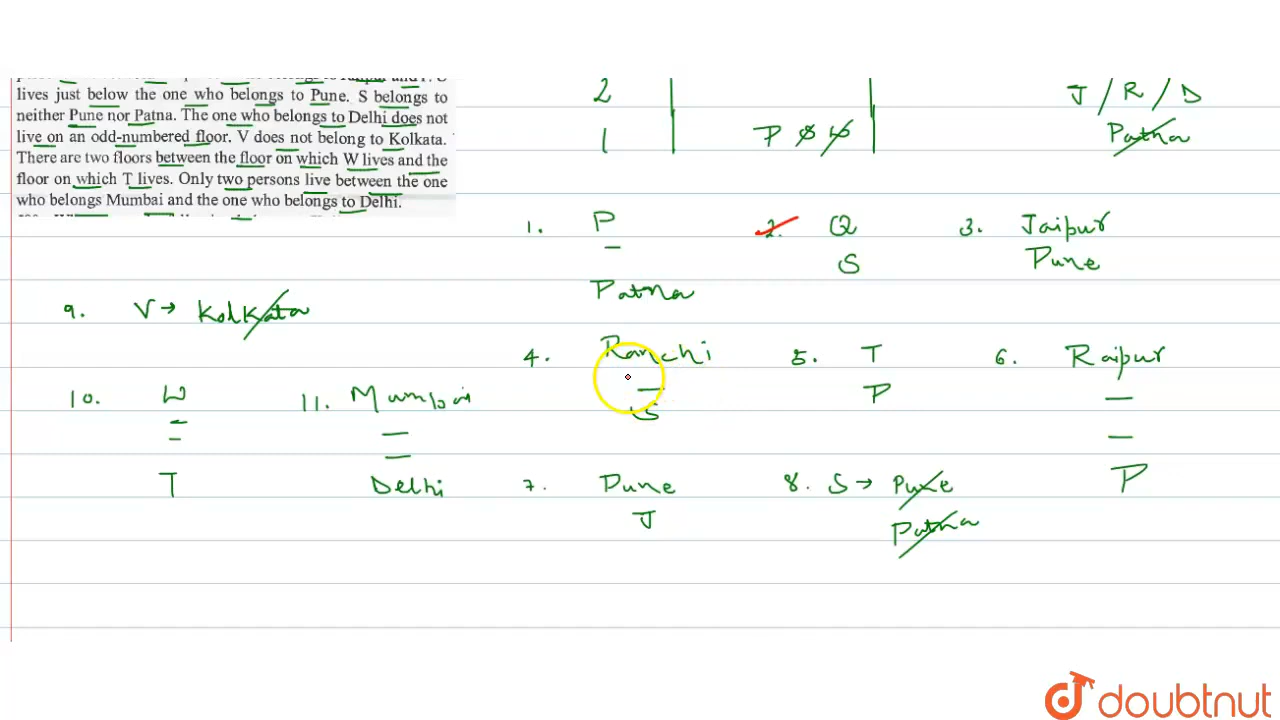 lives just below the one who belongs to Pune. S belongs to
neither Pune nor Patna. The one who belongs to Delhi does not
live on an odd-numbered floor. V does not belong to Kolkata.
There are two floors between the floor on which W lives and the
floor on which T lives. Only two persons live between the one
who belongs Mumbai and the one who belongs to Delhi.
2 J / R / D
1 P Patna
1. P
Patna
2. Q
S
3. Jaipur
Pune
9. V → Kolkata
4. Ranchi
S
5. T
P
6. Raipur
P
10. W
T
11. Mumbai
Delhi
7. Pune
J
8. S → Pune
Patna
doubtnut